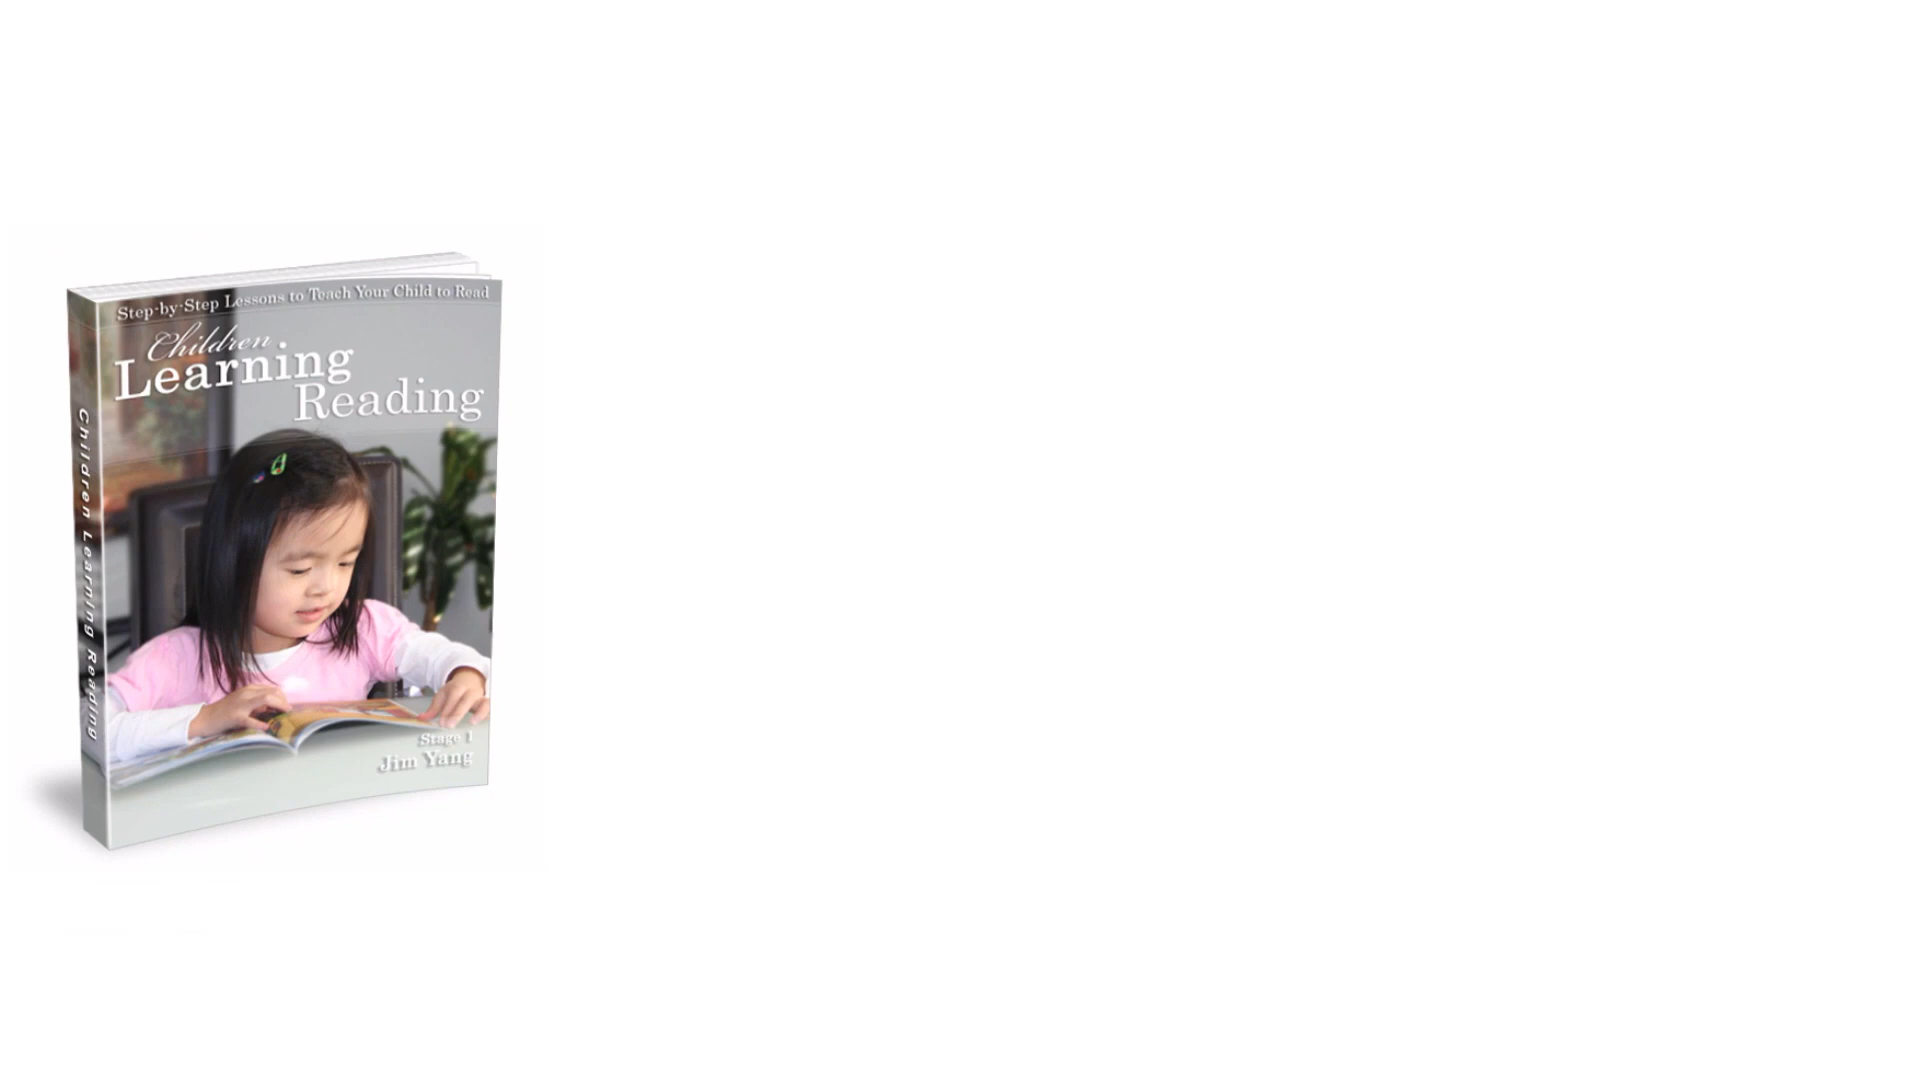 Step-by-Step Lessons to Teach Your Child to Read
Children
Learning
Reading
Children Learning Reading
Stage 1
Jim Yang